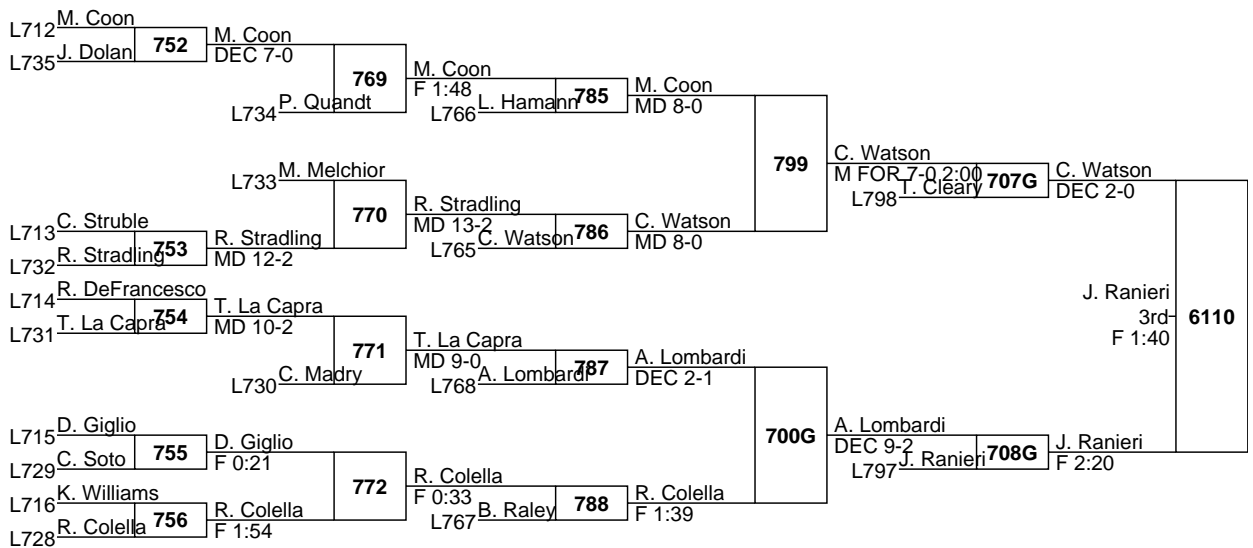 L712 M. Coon
752
M. Coon
DEC 7-0
L735 J. Dolan
769
M. Coon
F 1:48
L734 P. Quandt
785
M. Coon
MD 8-0
L766 L. Hamann
799
C. Watson
M FOR 7-0 2:00
L733 M. Melchior
770
R. Stradling
MD 13-2
L713 C. Struble
753
R. Stradling
MD 12-2
L732 R. Stradling
L765 C. Watson
786
C. Watson
MD 8-0
L798 T. Cleary
707G
C. Watson
DEC 2-0
L714 R. DeFrancesco
754
T. La Capra
MD 10-2
L731 T. La Capra
771
T. La Capra
MD 9-0
L730 C. Madry
L768 A. Lombardi
787
A. Lombardi
DEC 2-1
J. Ranieri
3rd
F 1:40
6110
L715 D. Giglio
755
D. Giglio
F 0:21
L729 C. Soto
772
R. Colella
F 0:33
L716 K. Williams
756
R. Colella
F 1:54
L728 R. Colella
L767 B. Raley
788
R. Colella
F 1:39
700G
A. Lombardi
DEC 9-2
L797 J. Ranieri
708G
J. Ranieri
F 2:20